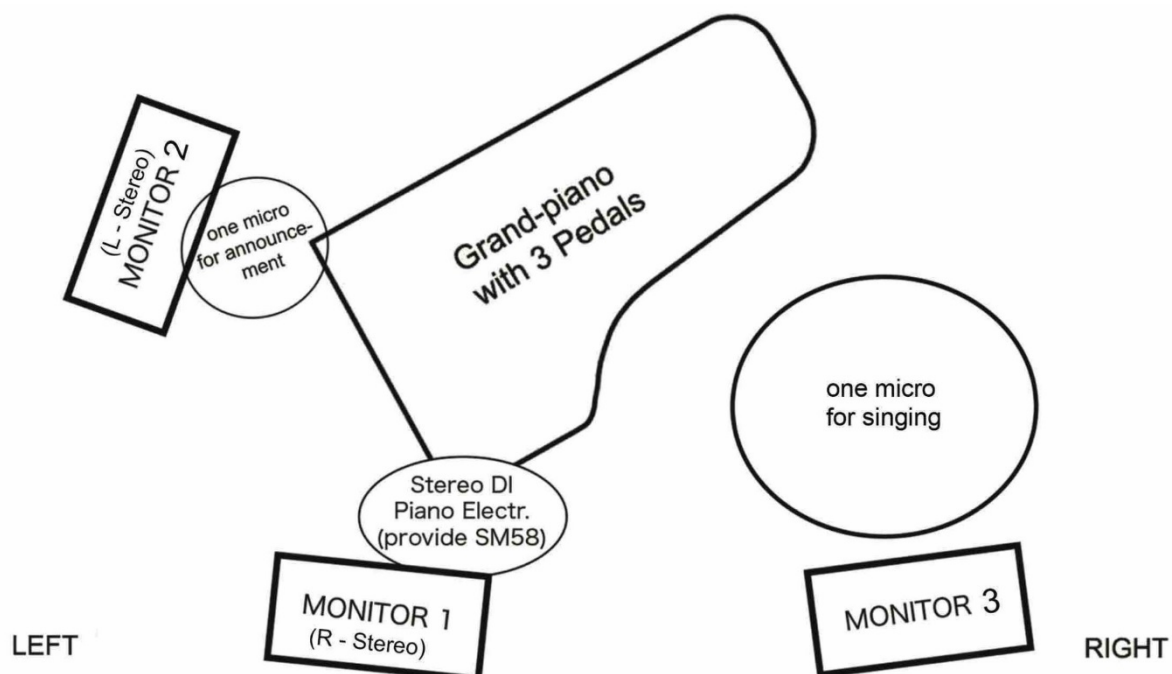 (L - Stereo)
MONITOR 2
one micro
for announce-
ment
Grand-piano
with 3 Pedals
one micro
for singing
Stereo DI
Piano Electr.
(provide SM58)
MONITOR 1
(R - Stereo)
MONITOR 3
LEFT
RIGHT